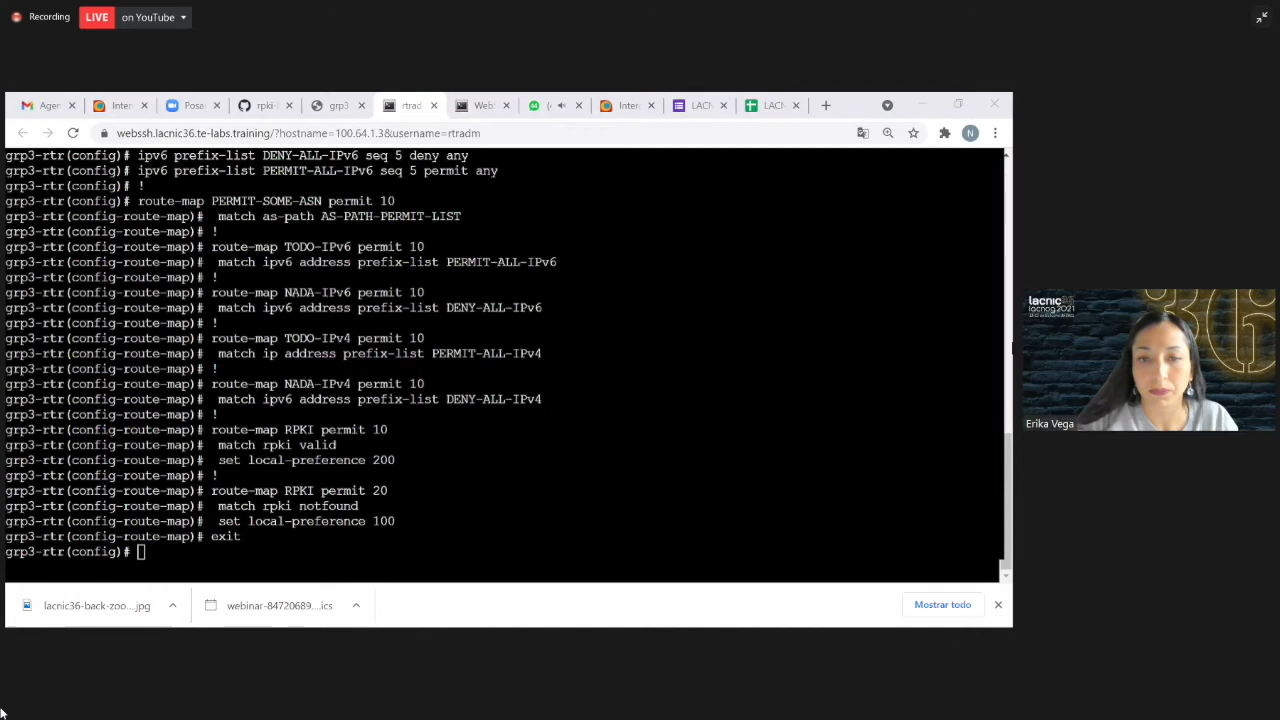 Recording
LIVE
on YouTube
Agen
Inter
Posa
rpki-l
grp3
rtrad
WebS
Inter
LACN
LACN
webssh.lacnic36.te-labs.training/?hostname=100.64.1.3&username=rtradm
N
grp3-rtr(config)# ipv6 prefix-list DENY-ALL-IPv6 seq 5 deny any
grp3-rtr(config)# ipv6 prefix-list PERMIT-ALL-IPv6 seq 5 permit any
grp3-rtr(config)# !
grp3-rtr(config)# route-map PERMIT-SOME-ASN permit 10
grp3-rtr(config-route-map)#  match as-path AS-PATH-PERMIT-LIST
grp3-rtr(config-route-map)# !
grp3-rtr(config-route-map)# route-map TODO-IPv6 permit 10
grp3-rtr(config-route-map)#  match ipv6 address prefix-list PERMIT-ALL-IPv6
grp3-rtr(config-route-map)# !
grp3-rtr(config-route-map)# route-map NADA-IPv6 permit 10
grp3-rtr(config-route-map)#  match ipv6 address prefix-list DENY-ALL-IPv6
grp3-rtr(config-route-map)# !
grp3-rtr(config-route-map)# route-map TODO-IPv4 permit 10
grp3-rtr(config-route-map)#  match ip address prefix-list PERMIT-ALL-IPv4
grp3-rtr(config-route-map)# !
grp3-rtr(config-route-map)# route-map NADA-IPv4 permit 10
grp3-rtr(config-route-map)#  match ipv6 address prefix-list DENY-ALL-IPv4
grp3-rtr(config-route-map)# !
grp3-rtr(config-route-map)# route-map RPKI permit 10
grp3-rtr(config-route-map)#  match rpki valid
grp3-rtr(config-route-map)#  set local-preference 200
grp3-rtr(config-route-map)# !
grp3-rtr(config-route-map)# route-map RPKI permit 20
grp3-rtr(config-route-map)#  match rpki notfound
grp3-rtr(config-route-map)#  set local-preference 100
grp3-rtr(config-route-map)# exit
grp3-rtr(config)#
lacnic36-back-zoo....jpg
webinar-84720689....ics
Mostrar todo
lacnic36
lacnog2021
36
Erika Vega